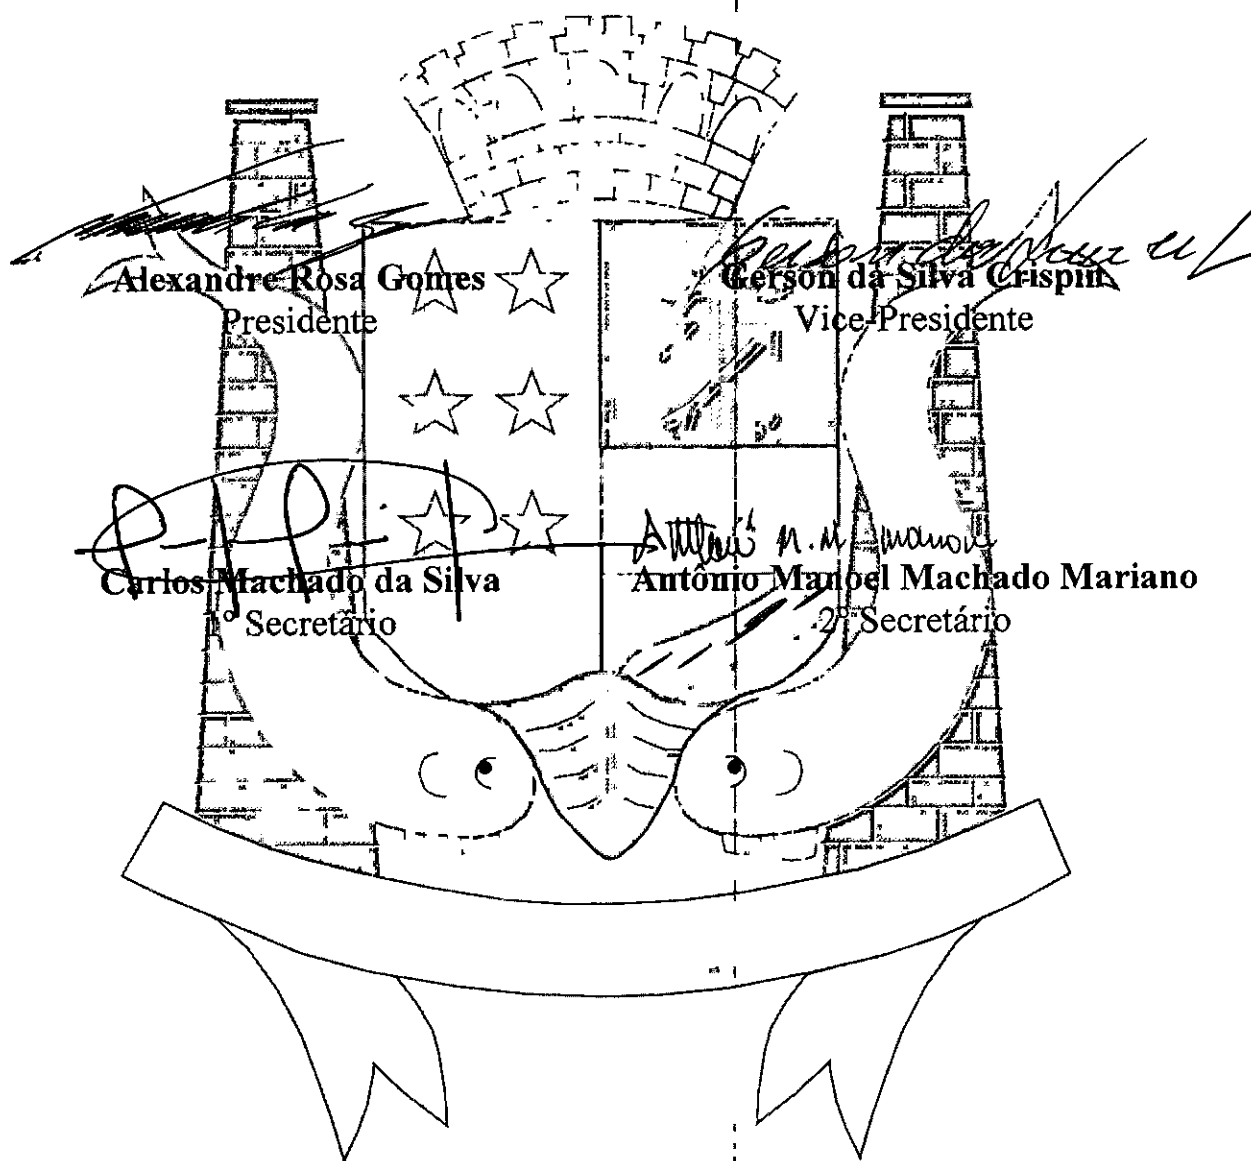 Alexandre Rosa Gomes
Presidente
Gerson da Silva Crispin
Vice-Presidente
Carlos Machado da Silva
1º Secretário
Antônio Manoel Machado Mariano
2º Secretário